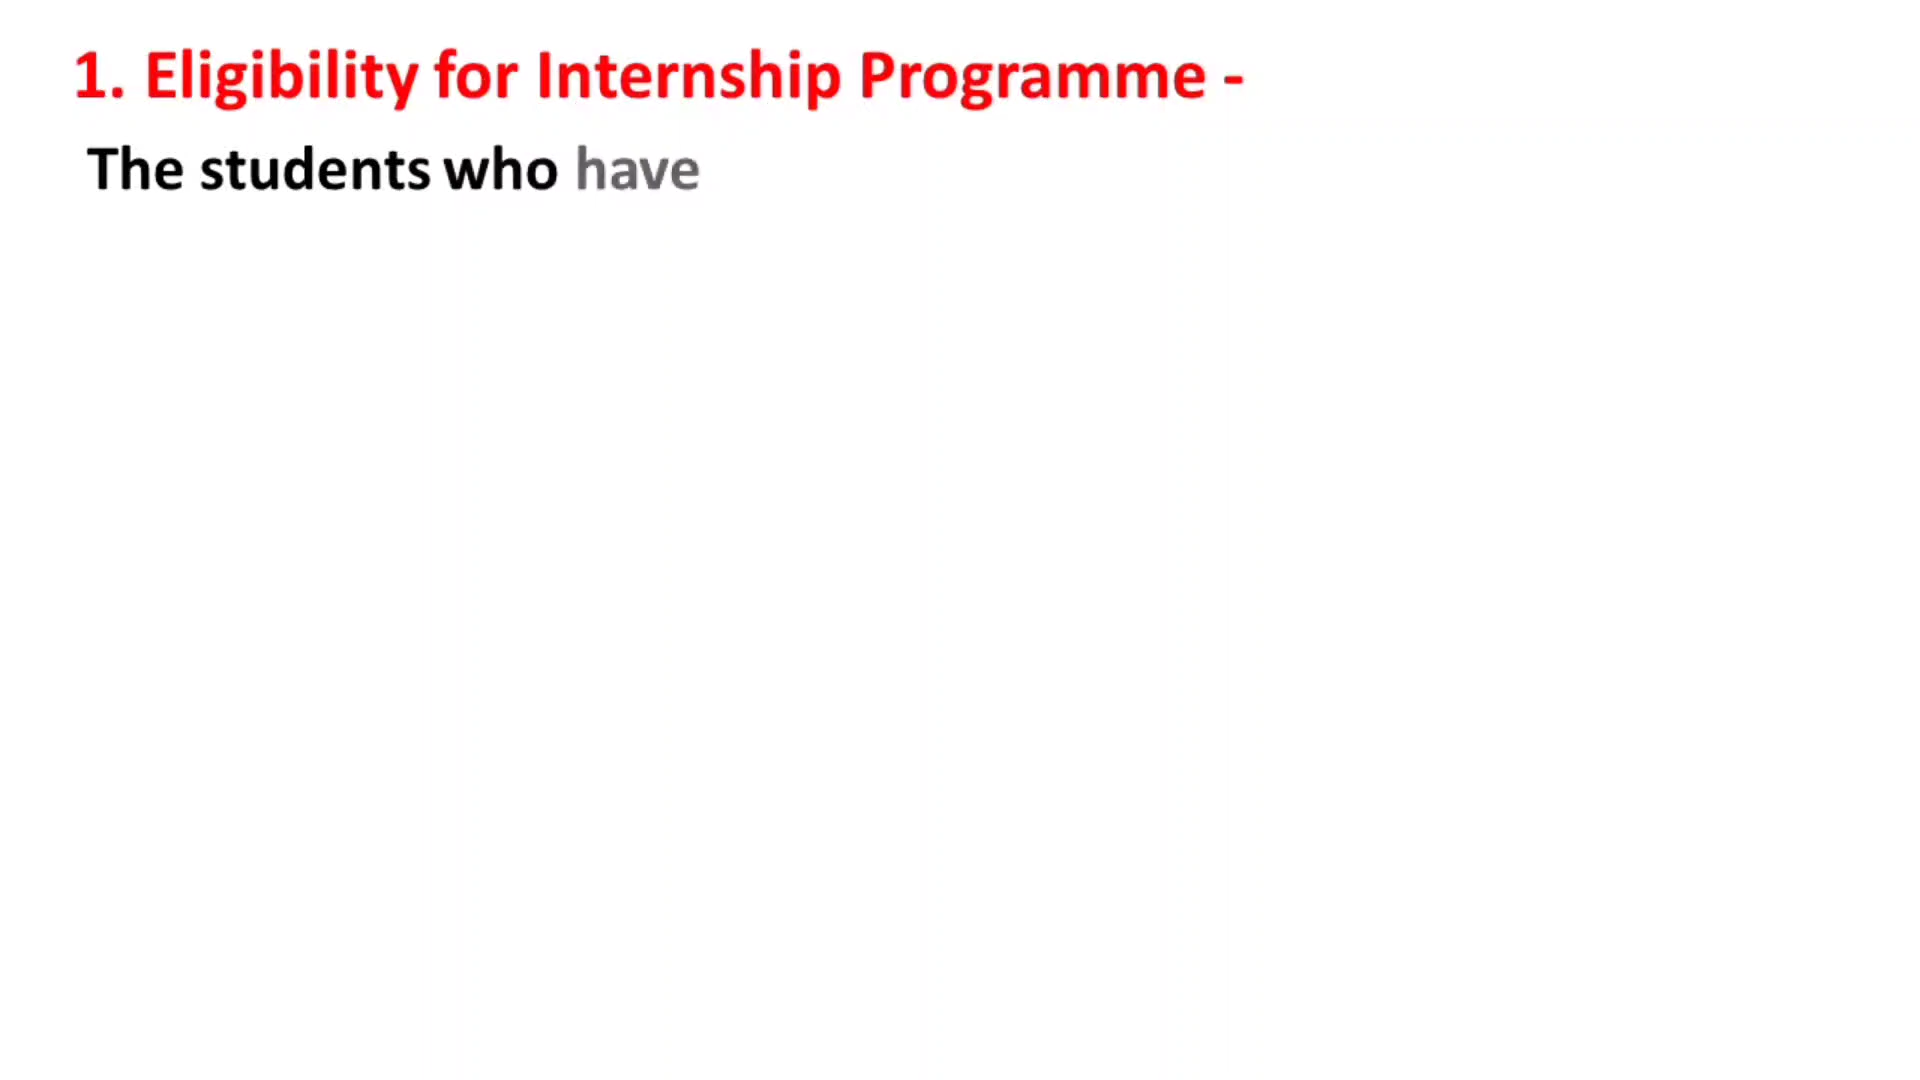 1. Eligibility for Internship Programme -
The students who have